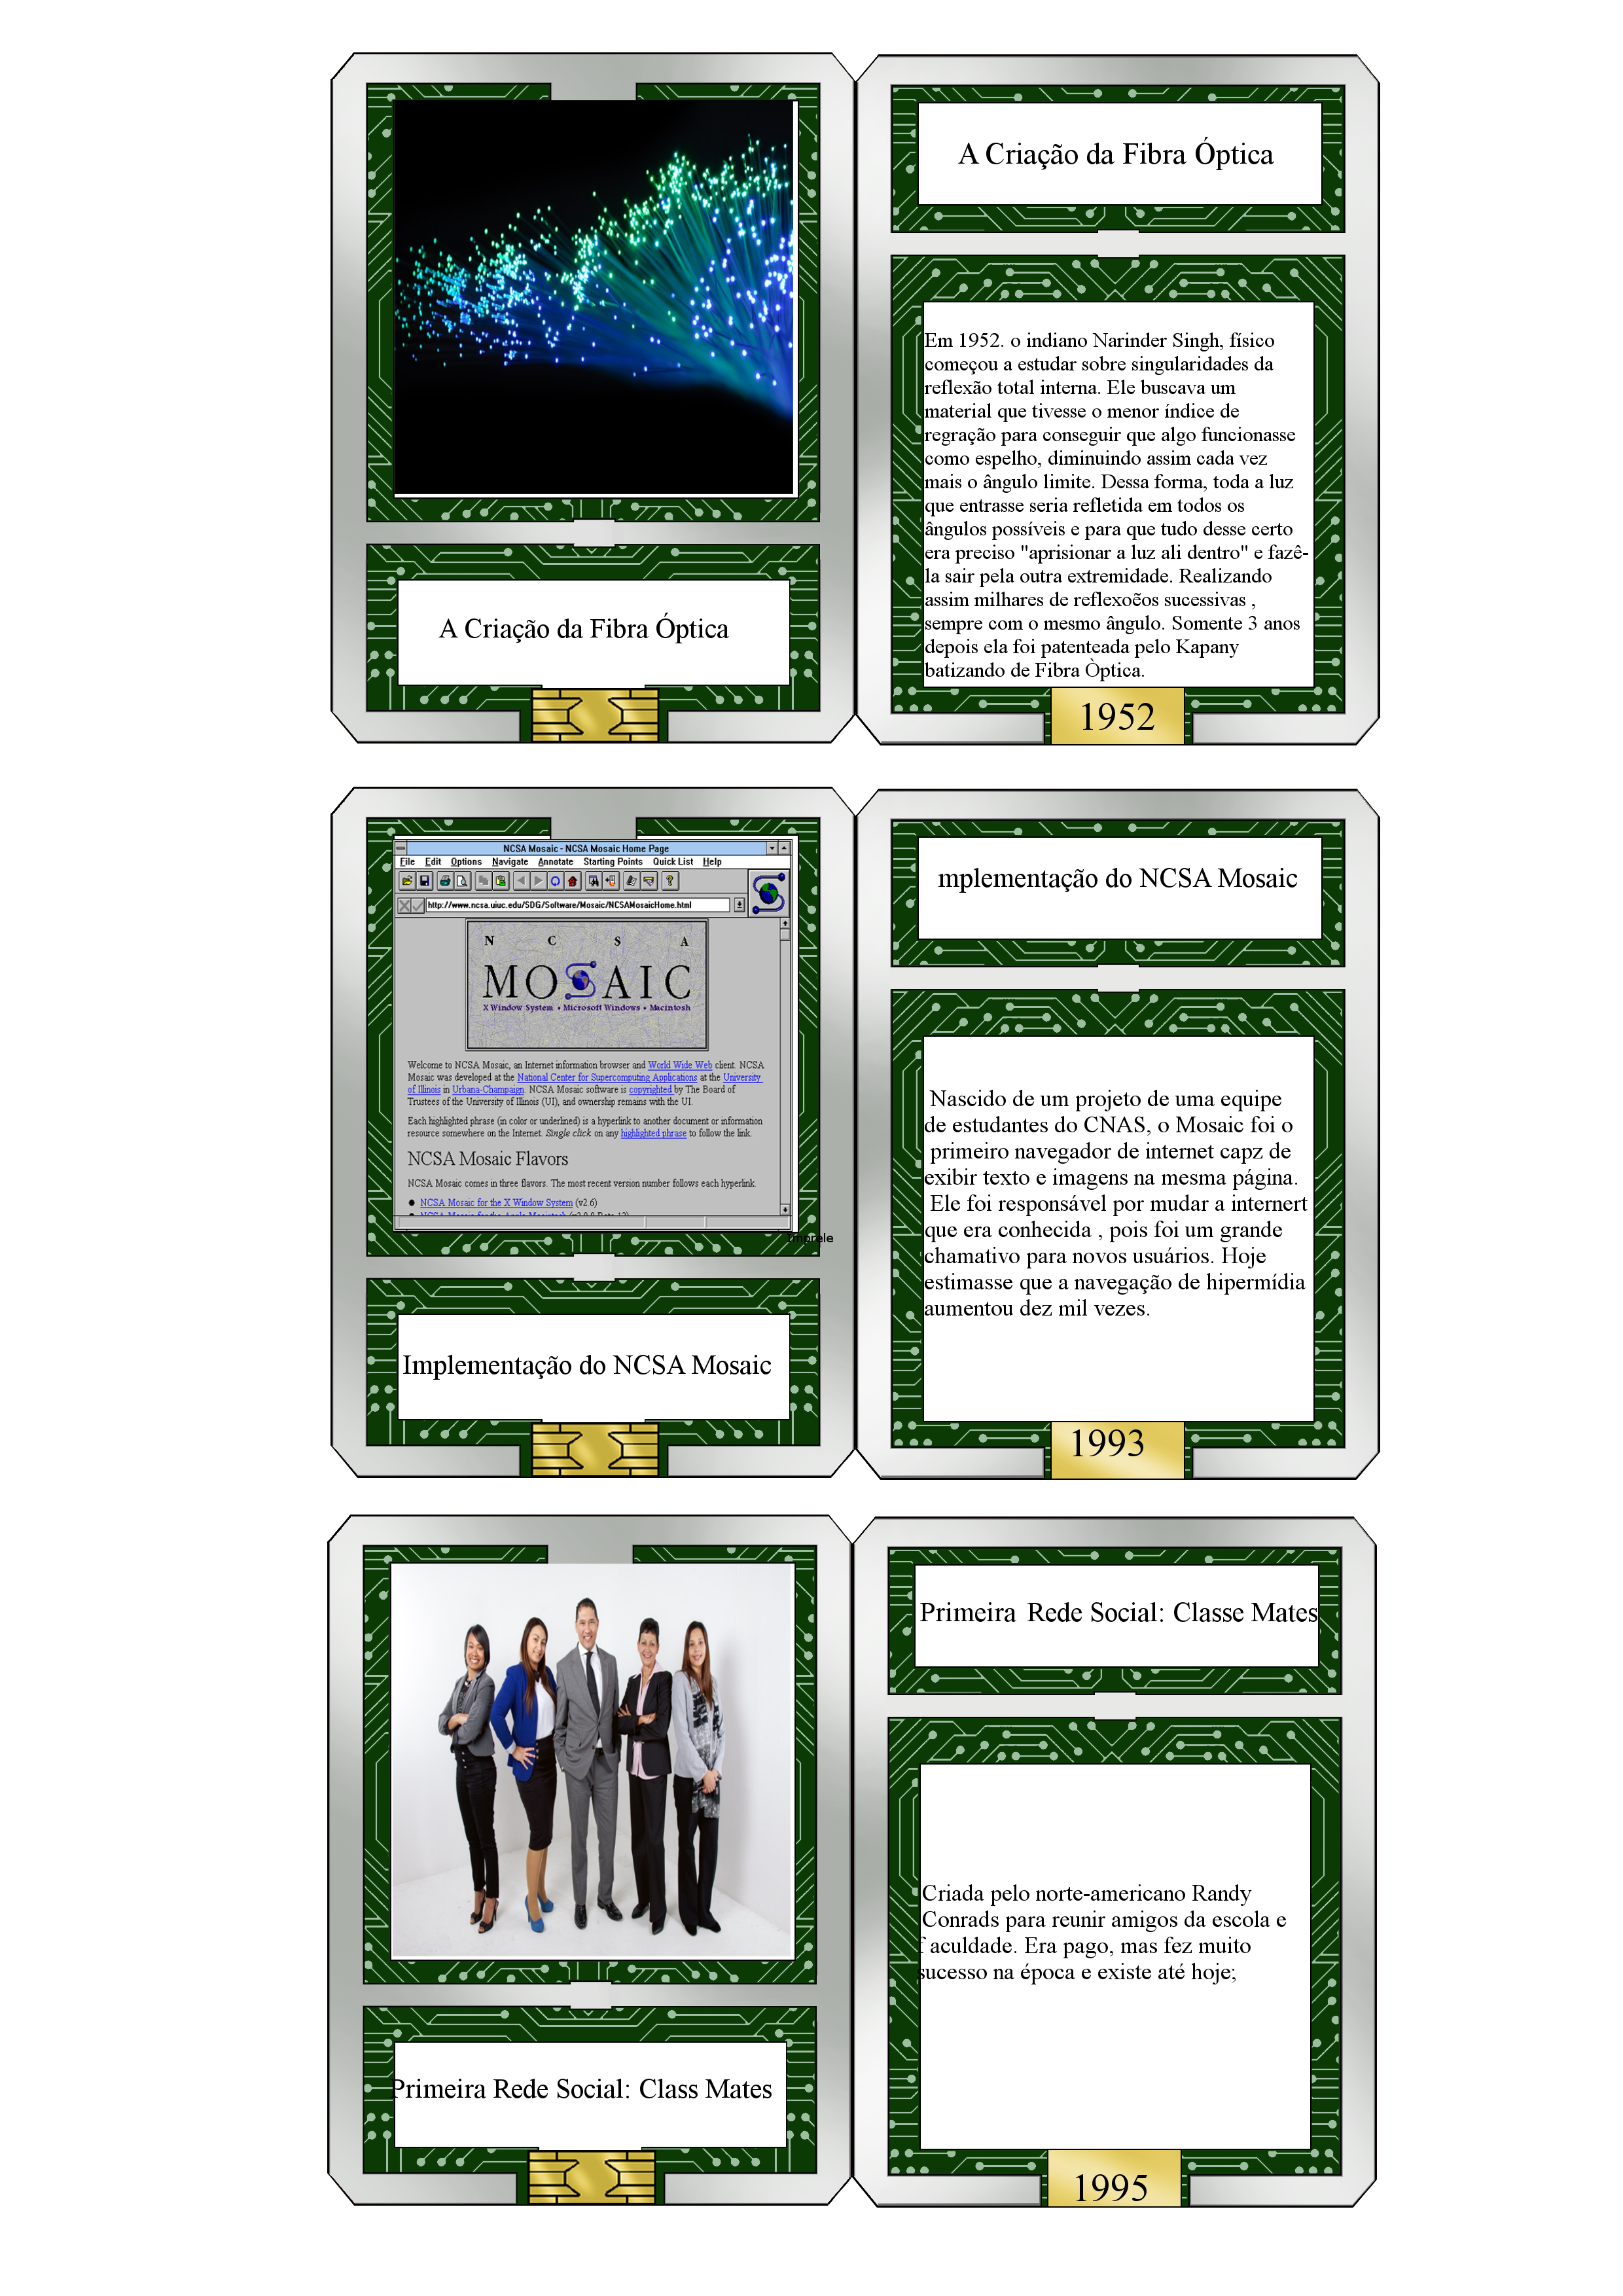 A Criação da Fibra Óptica
A Criação da Fibra Óptica
Em 1952. o indiano Narinder Singh, físico
começou a estudar sobre singularidades da
reflexão total interna. Ele buscava um
material que tivesse o menor índice de
regração para conseguir que algo funcionasse
como espelho, diminuindo assim cada vez
mais o ângulo limite. Dessa forma, toda a luz
que entrasse seria refletida em todos os
ângulos possíveis e para que tudo desse certo
era preciso "aprisionar a luz ali dentro" e fazê-
la sair pela outra extremidade. Realizando
assim milhares de reflexoẽos sucessivas ,
sempre com o mesmo ângulo. Somente 3 anos
depois ela foi patenteada pelo Kapany
batizando de Fibra Òptica.
1952
NCSA Mosaic - NCSA Mosaic Home Page
File Edit Options Navigate Annotate Starting Points Quick List Help
http://www.ncsa.uiuc.edu/SDG/Software/Mosaic/NCSAMosaicHome.html
N C S A
MOSAIC
X Window System • Microsoft Windows • Macintosh
Welcome to NCSA Mosaic, an Internet information browser and World Wide Web client. NCSA
Mosaic was developed at the National Center for Supercomputing Applications at the University
of Illinois in Urbana-Champaign. NCSA Mosaic software is copyrighted by The Board of
Trustees of the University of Illinois (UI), and ownership remains with the UI.
Each highlighted phrase (in color or underlined) is a hyperlink to another document or information
resource somewhere on the Internet. Single click on any highlighted phrase to follow the link.
NCSA Mosaic Flavors
NCSA Mosaic comes in three flavors. The most recent version number follows each hyperlink.
● NCSA Mosaic for the X Window System (v2.6)
● NCSA Mosaic for the Apple Macintosh
Imprele
Implementação do NCSA Mosaic
mplementação do NCSA Mosaic
Nascido de um projeto de uma equipe
de estudantes do CNAS, o Mosaic foi o
primeiro navegador de internet capz de
exibir texto e imagens na mesma página.
Ele foi responsável por mudar a internert
que era conhecida , pois foi um grande
chamativo para novos usuários. Hoje
estimasse que a navegação de hipermídia
aumentou dez mil vezes.
1993
Primeira Rede Social: Class Mates
Primeira Rede Social: Classe Mates
Criada pelo norte-americano Randy
Conrads para reunir amigos da escola e
f aculdade. Era pago, mas fez muito
sucesso na época e existe até hoje;
1995